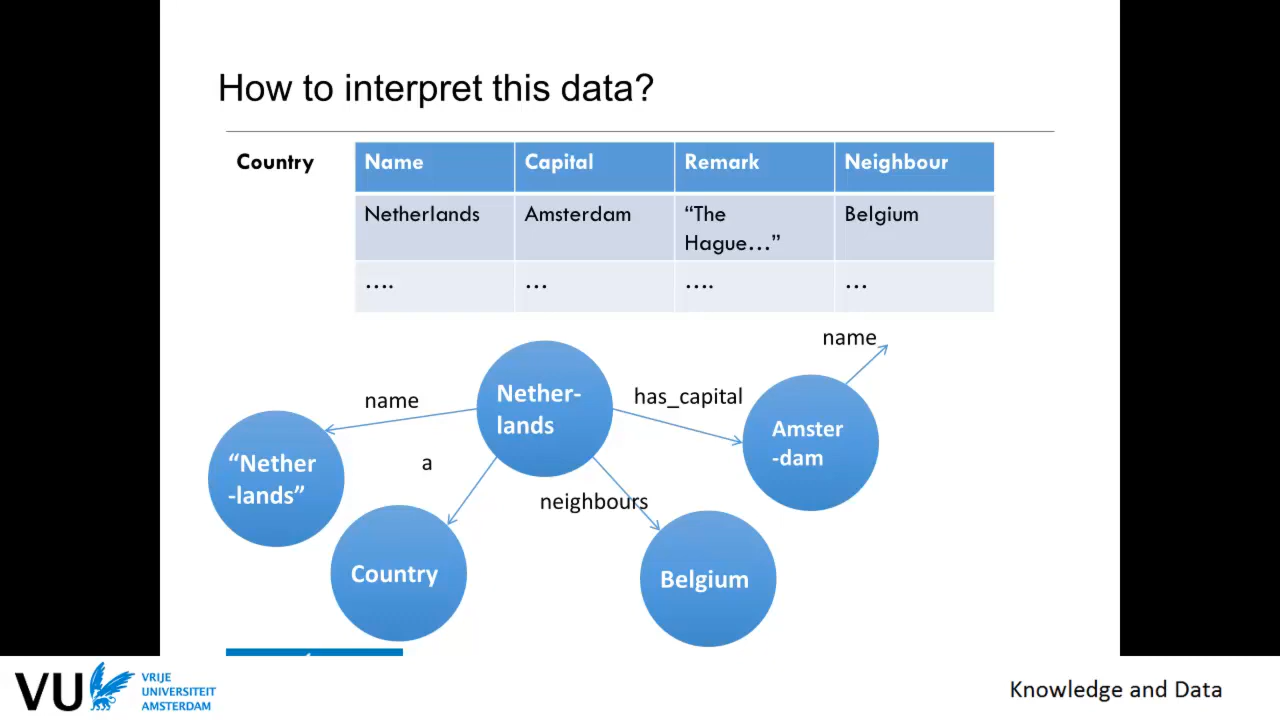 How to interpret this data?
Country
Name Capital Remark Neighbour
Netherlands Amsterdam “The Belgium
Hague…”
…. … …. …
name
Nether-
lands
has_capital
name
Amster
-dam
“Nether
-lands”
a
neighbours
Country
Belgium
VU VRIJE
UNIVERSITEIT
AMSTERDAM
Knowledge and Data